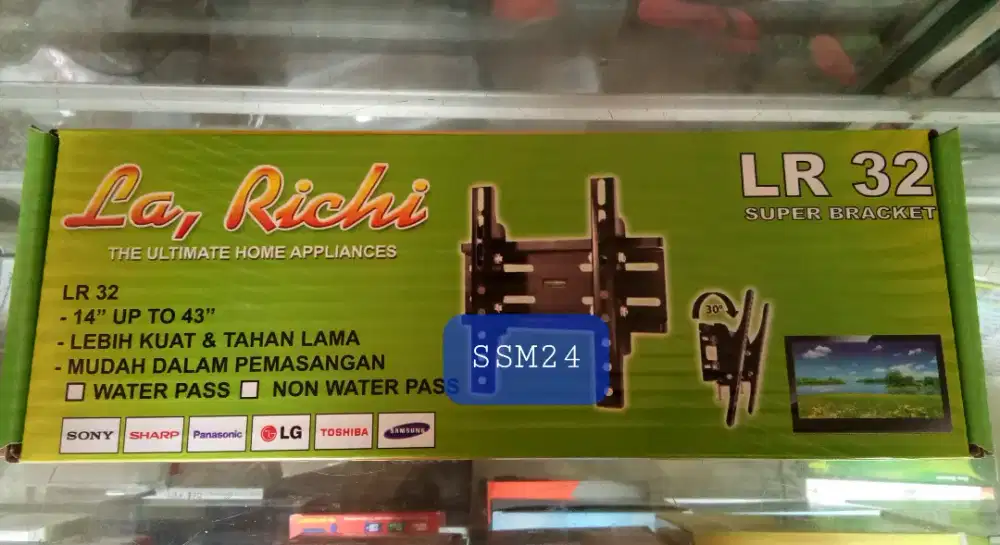 La, Richi
THE ULTIMATE HOME APPLIANCES
LR 32
SUPER BRACKET
LR 32
- 14” UP TO 43”
- LEBIH KUAT & TAHAN LAMA
- MUDAH DALAM PEMASANGAN
WATER PASS NON WATER PASS
SONY SHARP Panasonic LG TOSHIBA SAMSUNG
30°
SSM24